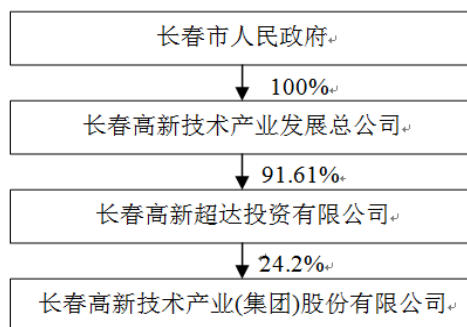 长春市人民政府
100%
长春高新技术产业发展总公司
91.61%
长春高新超达投资有限公司
24.2%
长春高新技术产业(集团)股份有限公司